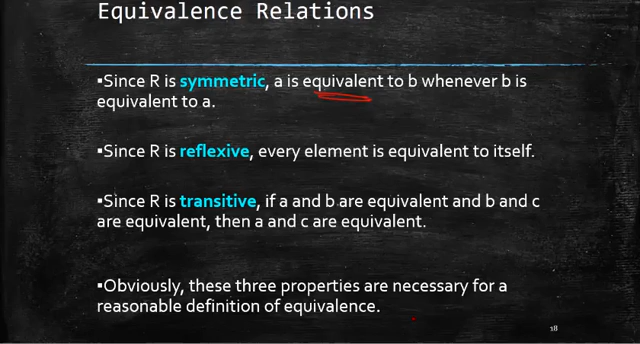 Equivalence Relations
▪Since R is symmetric, a is equivalent to b whenever b is
equivalent to a.
▪Since R is reflexive, every element is equivalent to itself.
▪Since R is transitive, if a and b are equivalent and b and c
are equivalent, then a and c are equivalent.
▪Obviously, these three properties are necessary for a
reasonable definition of equivalence.
18